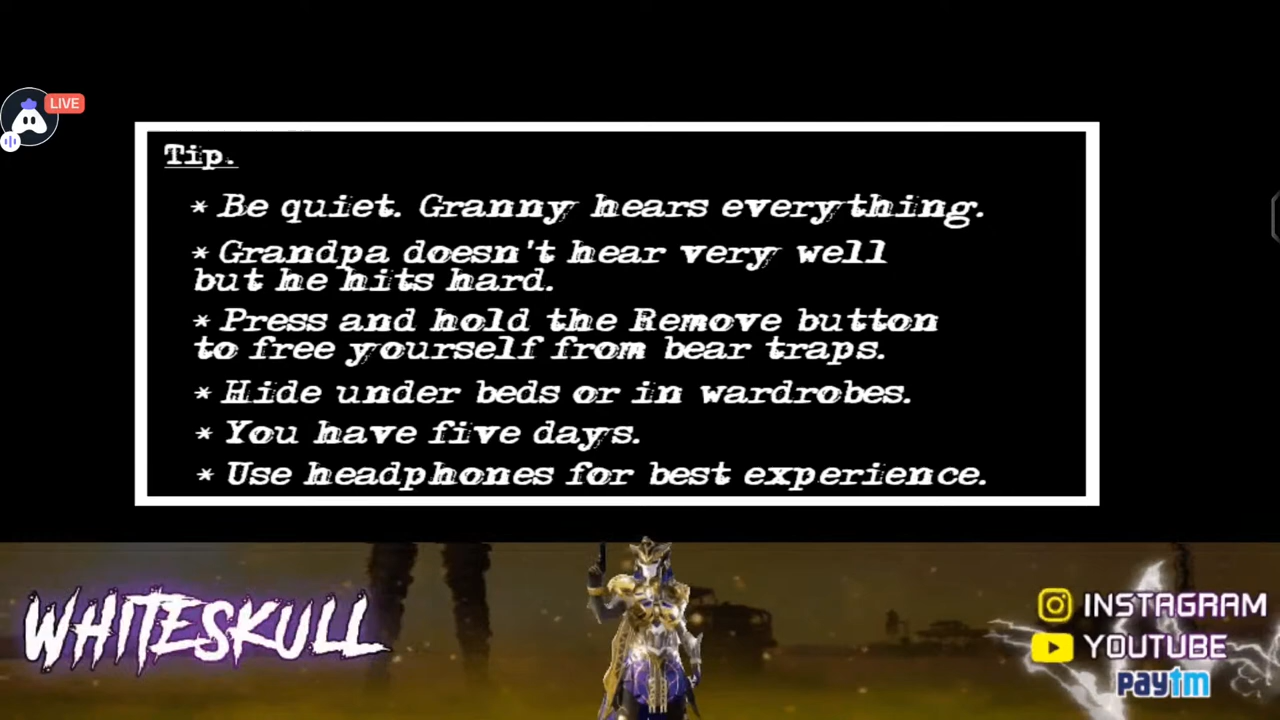 LIVE
Tip.
* Be quiet. Granny hears everything.
* Grandpa doesn't hear very well
but he hits hard.
* Press and hold the Remove button
to free yourself from bear traps.
* Hide under beds or in wardrobes.
* You have five days.
* Use headphones for best experience.
WHITESKULL
INSTAGRAM
YOUTUBE
paytm